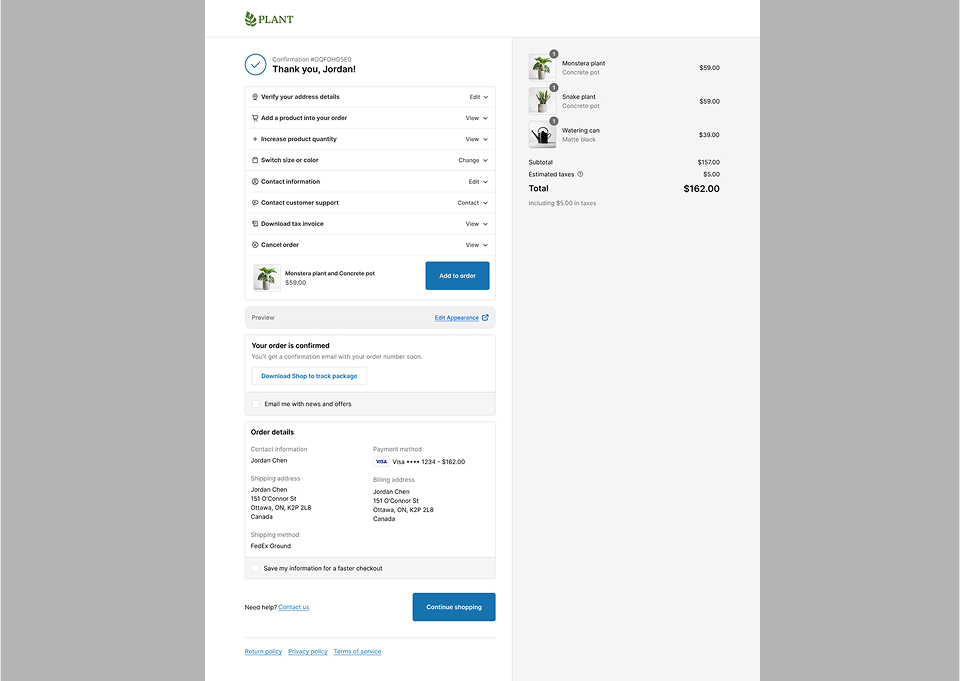 PLANT
Confirmation #DQFDHG5E0
Thank you, Jordan!
Verify your address details Edit
Add a product into your order View
Increase product quantity View
Switch size or color Change
Contact information Edit
Contact customer support Contact
Download tax invoice View
Cancel order View
Monstera plant and Concrete pot
$59.00
Add to order
Preview Edit Appearance
Your order is confirmed
You'll get a confirmation email with your order number soon.
Download Shop to track package
Email me with news and offers
Order details
Contact information
Jordan Chen
Shipping address
Jordan Chen
151 O'Connor St
Ottawa, ON, K2P 2L8
Canada
Shipping method
FedEx Ground
Payment method
VISA Visa •••• 1234 - $162.00
Billing address
Jordan Chen
151 O'Connor St
Ottawa, ON, K2P 2L8
Canada
Save my information for a faster checkout
Need help? Contact us
Continue shopping
Return policy Privacy policy Terms of service
1
Monstera plant
Concrete pot
$59.00
1
Snake plant
Concrete pot
$59.00
1
Watering can
Matte black
$39.00
Subtotal $157.00
Estimated taxes $5.00
Total $162.00
Including $5.00 in taxes